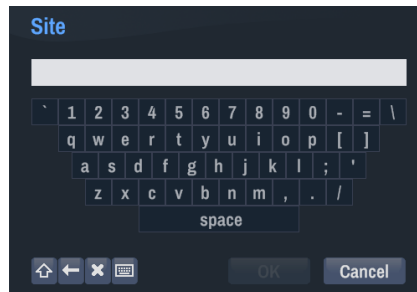 Site
` 1 2 3 4 5 6 7 8 9 0 - = \
q w e r t y u i o p [ ]
a s d f g h j k l ; '
z x c v b n m , . /
space
OK Cancel